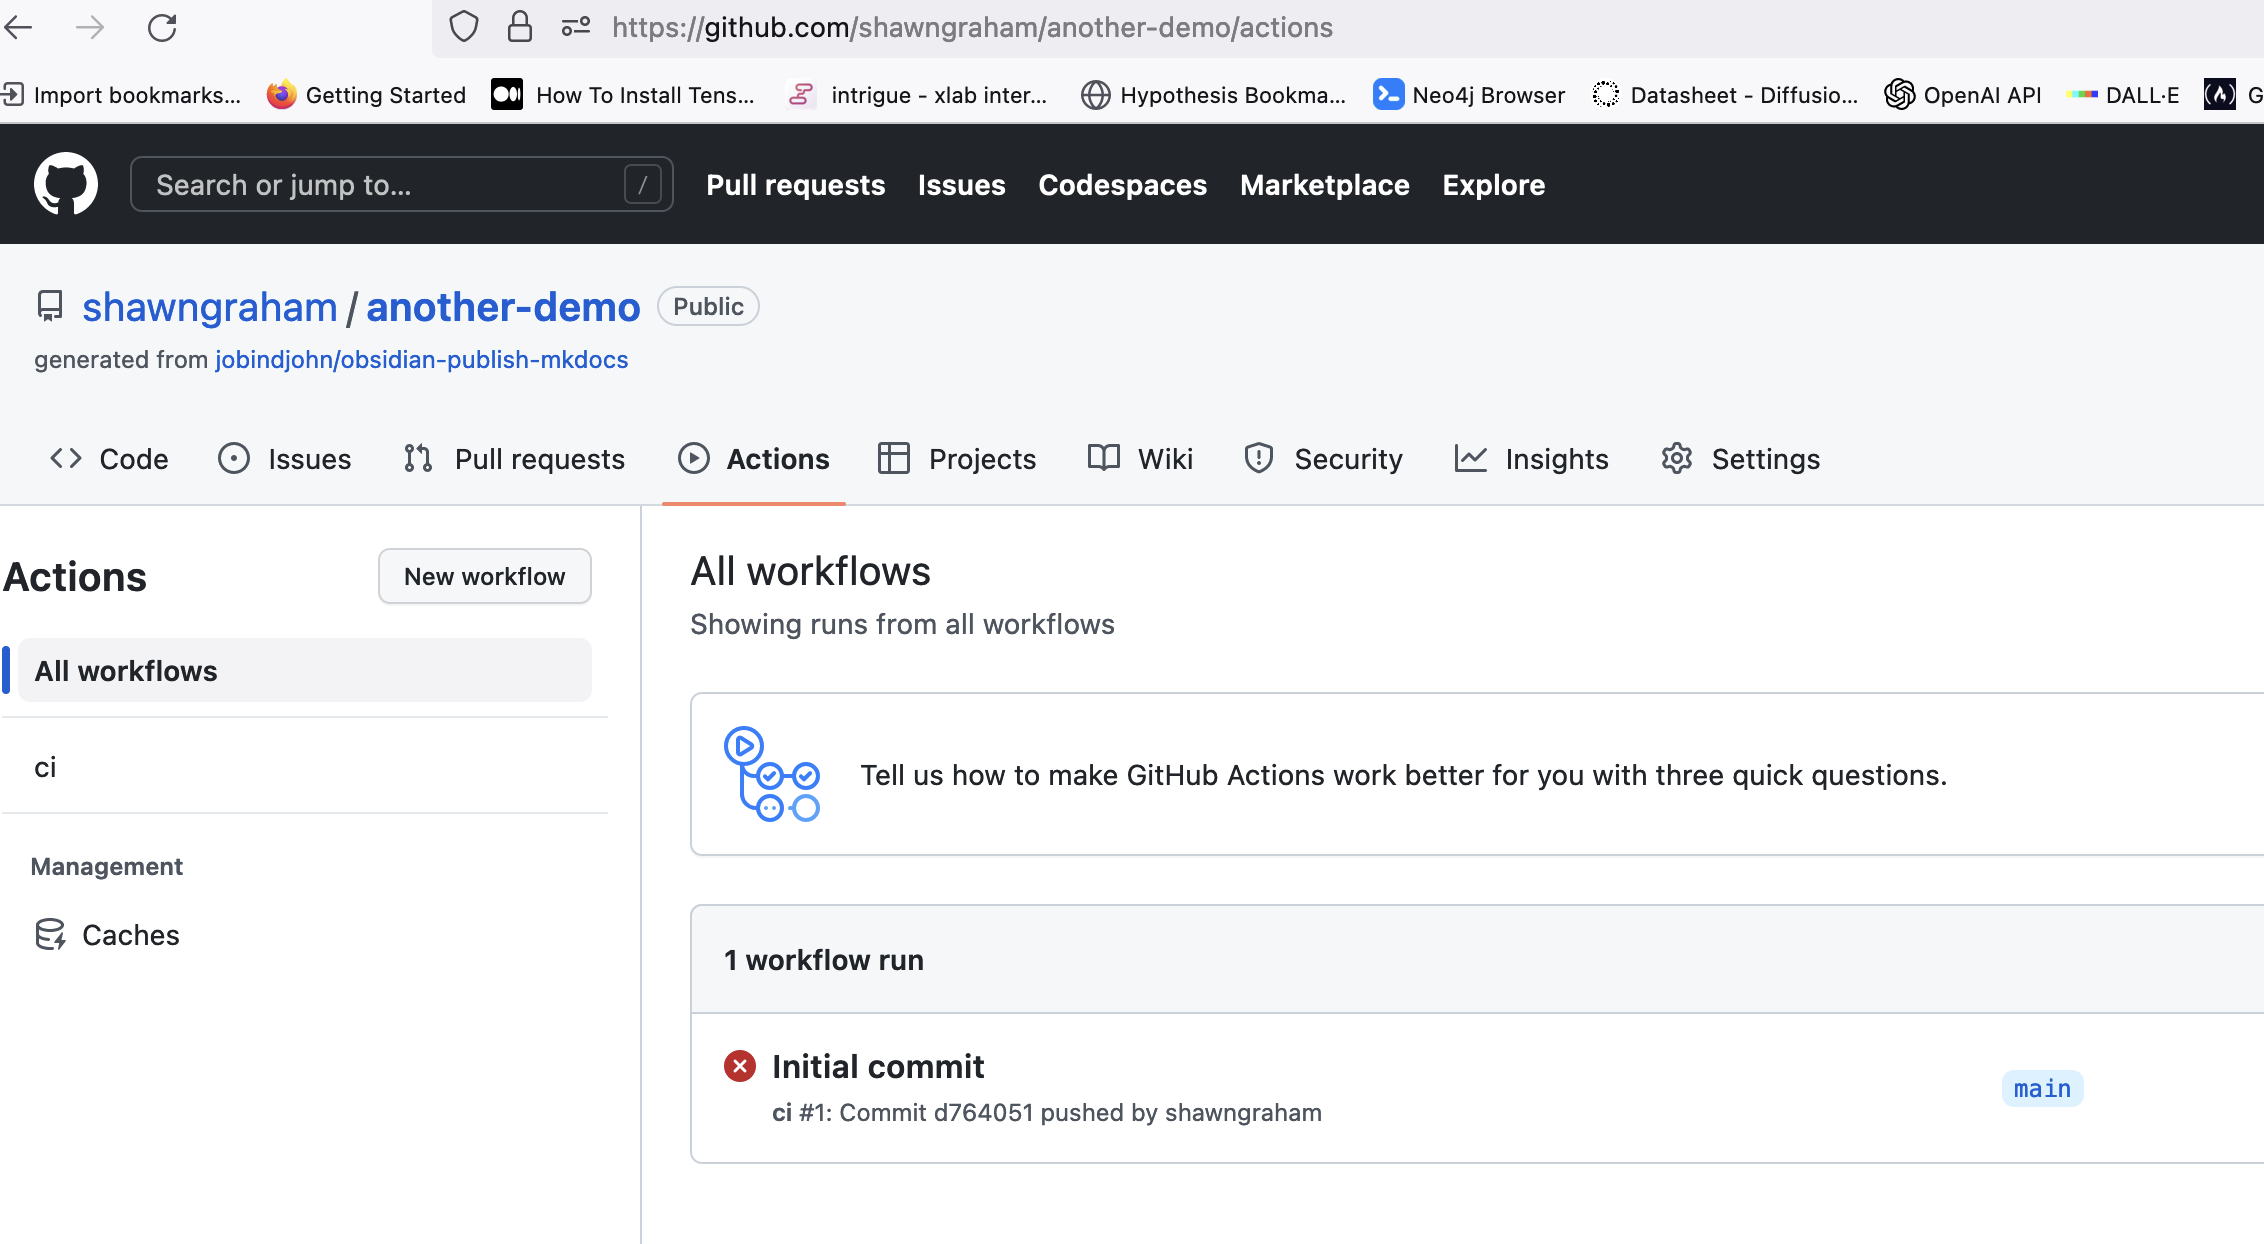 https://github.com/shawngraham/another-demo/actions
Import bookmarks... Getting Started How To Install Tens... intrigue - xlab inter... Hypothesis Bookma... Neo4j Browser Datasheet - Diffusio... OpenAI API DALL·E G
Search or jump to... / Pull requests Issues Codespaces Marketplace Explore
shawngraham / another-demo Public
generated from jobindjohn/obsidian-publish-mkdocs
Code Issues Pull requests Actions Projects Wiki Security Insights Settings
Actions New workflow
All workflows
ci
Management
Caches
All workflows
Showing runs from all workflows
Tell us how to make GitHub Actions work better for you with three quick questions.
1 workflow run
Initial commit
ci #1: Commit d764051 pushed by shawngraham
main